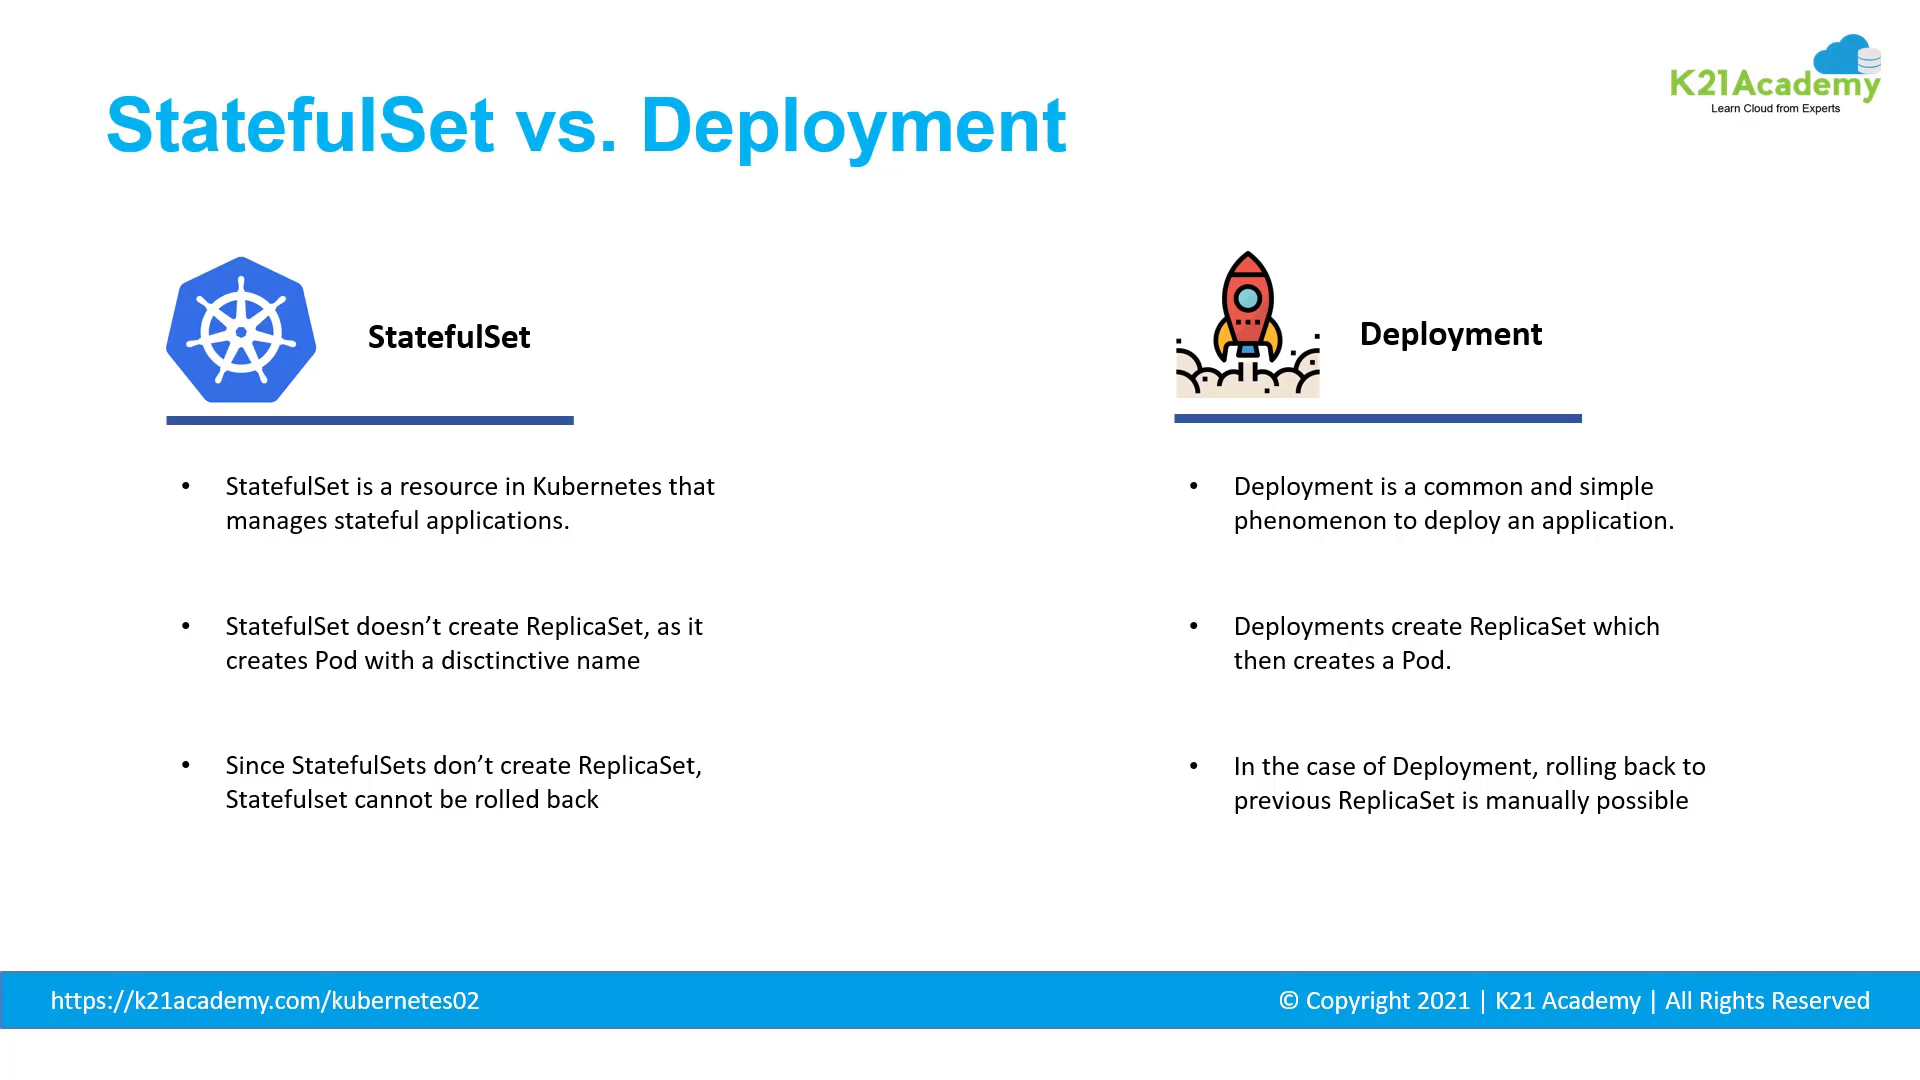 K21Academy
Learn Cloud from Experts
StatefulSet vs. Deployment
StatefulSet
• StatefulSet is a resource in Kubernetes that
manages stateful applications.
• StatefulSet doesn’t create ReplicaSet, as it
creates Pod with a disctinctive name
• Since StatefulSets don’t create ReplicaSet,
Statefulset cannot be rolled back
Deployment
• Deployment is a common and simple
phenomenon to deploy an application.
• Deployments create ReplicaSet which
then creates a Pod.
• In the case of Deployment, rolling back to
previous ReplicaSet is manually possible
https://k21academy.com/kubernetes02
© Copyright 2021 | K21 Academy | All Rights Reserved